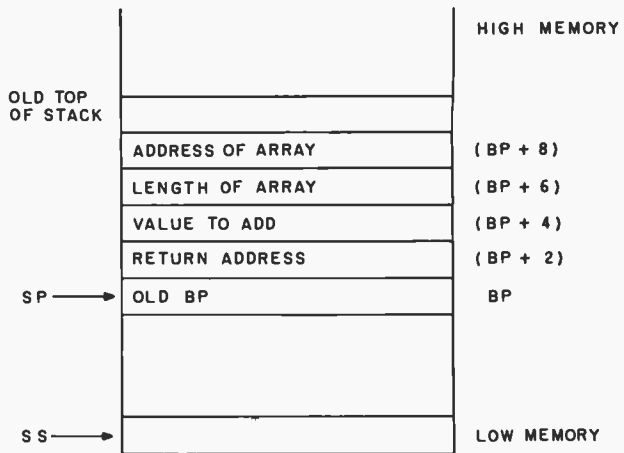 HIGH MEMORY
OLD TOP
OF STACK
ADDRESS OF ARRAY (BP + 8)
LENGTH OF ARRAY (BP + 6)
VALUE TO ADD (BP + 4)
RETURN ADDRESS (BP + 2)
SP OLD BP BP
SS LOW MEMORY